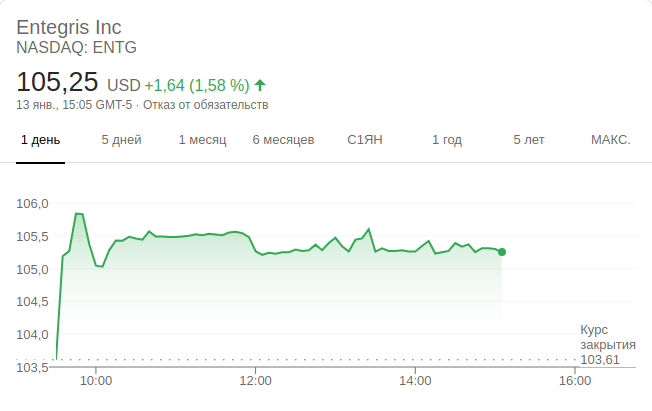 Entegris Inc
NASDAQ: ENTG
105,25 USD +1,64 (1,58 %)
13 янв., 15:05 GMT-5 · Отказ от обязательств
1 день 5 дней 1 месяц 6 месяцев С1ЯН 1 год 5 лет МАКС.
106,0
105,5
105,0
104,5
104,0
103,5
Курс
закрытия
103,61
10:00 12:00 14:00 16:00